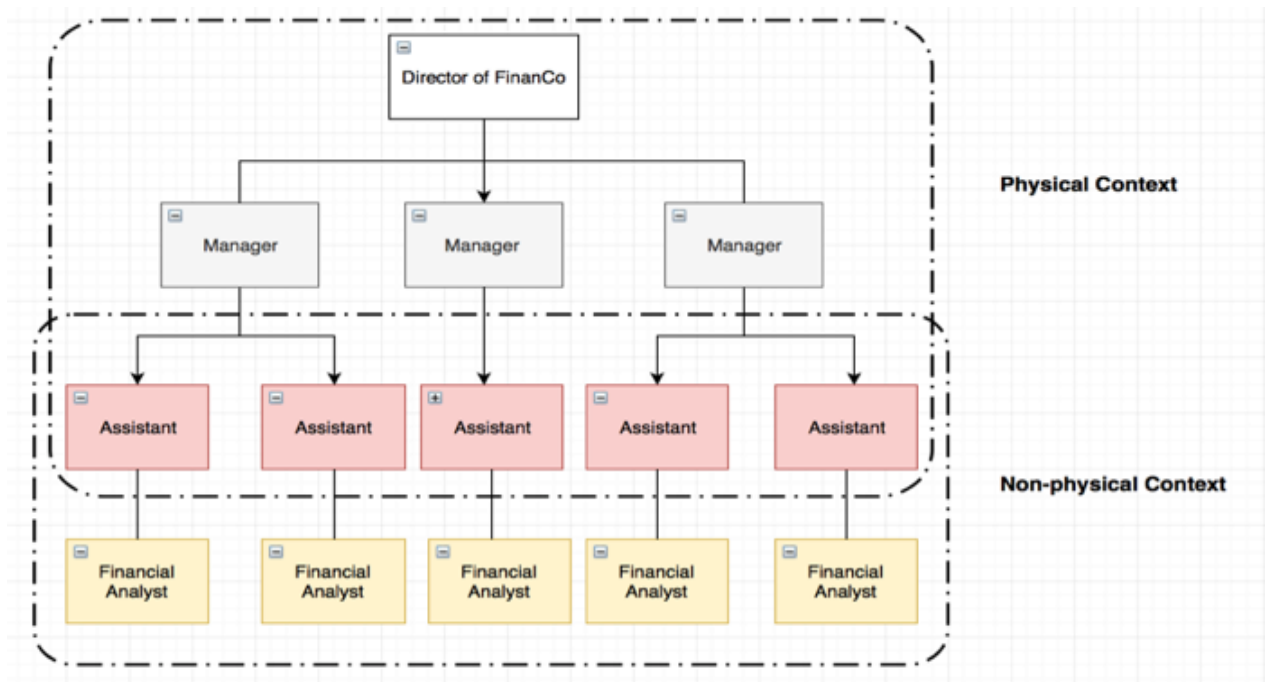 Director of FinanCo
Physical Context
Manager
Manager
Manager
Assistant
Assistant
Assistant
Assistant
Assistant
Non-physical Context
Financial
Analyst
Financial
Analyst
Financial
Analyst
Financial
Analyst
Financial
Analyst